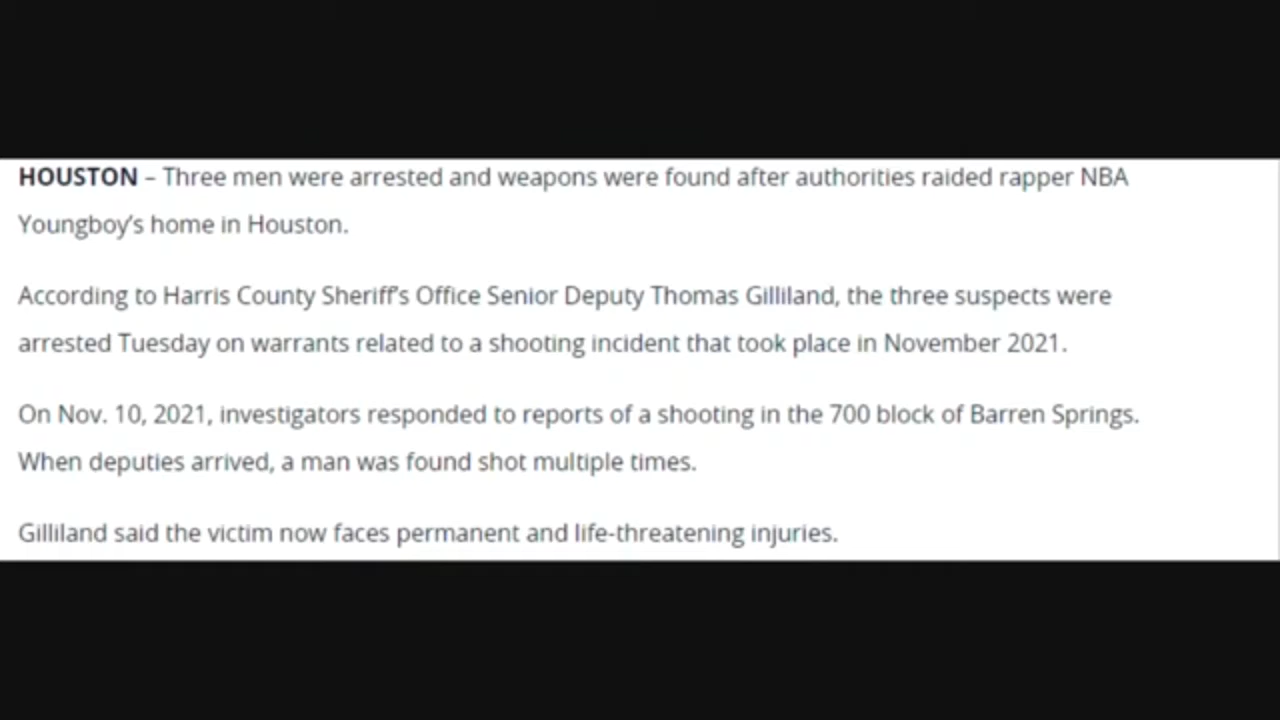 HOUSTON – Three men were arrested and weapons were found after authorities raided rapper NBA
Youngboy’s home in Houston.
According to Harris County Sheriff’s Office Senior Deputy Thomas Gilliland, the three suspects were
arrested Tuesday on warrants related to a shooting incident that took place in November 2021.
On Nov. 10, 2021, investigators responded to reports of a shooting in the 700 block of Barren Springs.
When deputies arrived, a man was found shot multiple times.
Gilliland said the victim now faces permanent and life-threatening injuries.